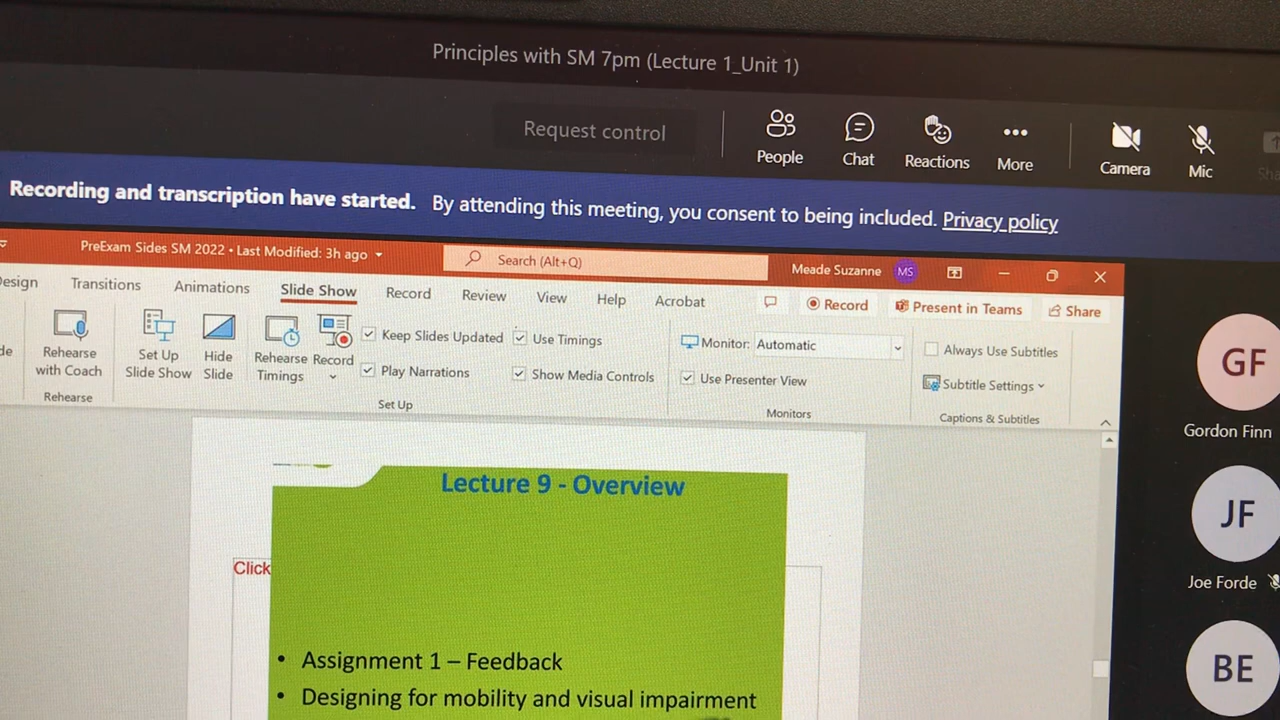 Principles with SM 7pm (Lecture 1_Unit 1)
Request control
People
Chat
Reactions
More
Camera
Mic
Recording and transcription have started. By attending this meeting, you consent to being included. Privacy policy
PreExam Sides SM 2022 • Last Modified: 3h ago
Search (Alt+Q)
Meade Suzanne
MS
Transitions
Animations
Slide Show
Record
Review
View
Help
Acrobat
Record
Present in Teams
Share
Rehearse
with Coach
Rehearse
Set Up
Slide Show
Hide
Slide
Rehearse
Timings
Record
Keep Slides Updated
Use Timings
Play Narrations
Show Media Controls
Set Up
Monitor: Automatic
Use Presenter View
Monitors
Always Use Subtitles
Subtitle Settings
Captions & Subtitles
GF
Gordon Finn
JF
Joe Forde
BE
Lecture 9 - Overview
Click
• Assignment 1 – Feedback
• Designing for mobility and visual impairment